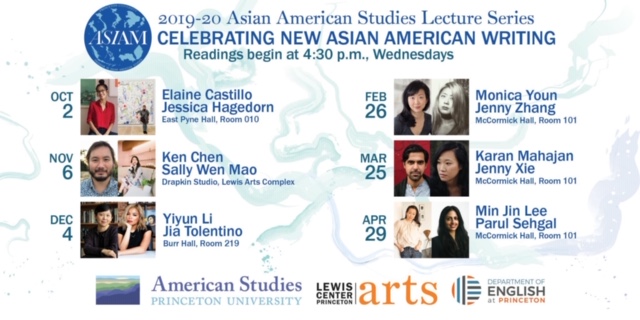 ASAM
2019-20 Asian American Studies Lecture Series
CELEBRATING NEW ASIAN AMERICAN WRITING
Readings begin at 4:30 p.m., Wednesdays
OCT
2
Elaine Castillo
Jessica Hagedorn
East Pyne Hall, Room 010
NOV
6
Ken Chen
Sally Wen Mao
Drapkin Studio, Lewis Arts Complex
DEC
4
Yiyun Li
Jia Tolentino
Burr Hall, Room 219
FEB
26
Monica Youn
Jenny Zhang
McCormick Hall, Room 101
MAR
25
Karan Mahajan
Jenny Xie
McCormick Hall, Room 101
APR
29
Min Jin Lee
Parul Sehgal
McCormick Hall, Room 101
American Studies
PRINCETON UNIVERSITY
LEWIS
CENTER
PRINCETON
arts
DEPARTMENT OF
ENGLISH
at PRINCETON